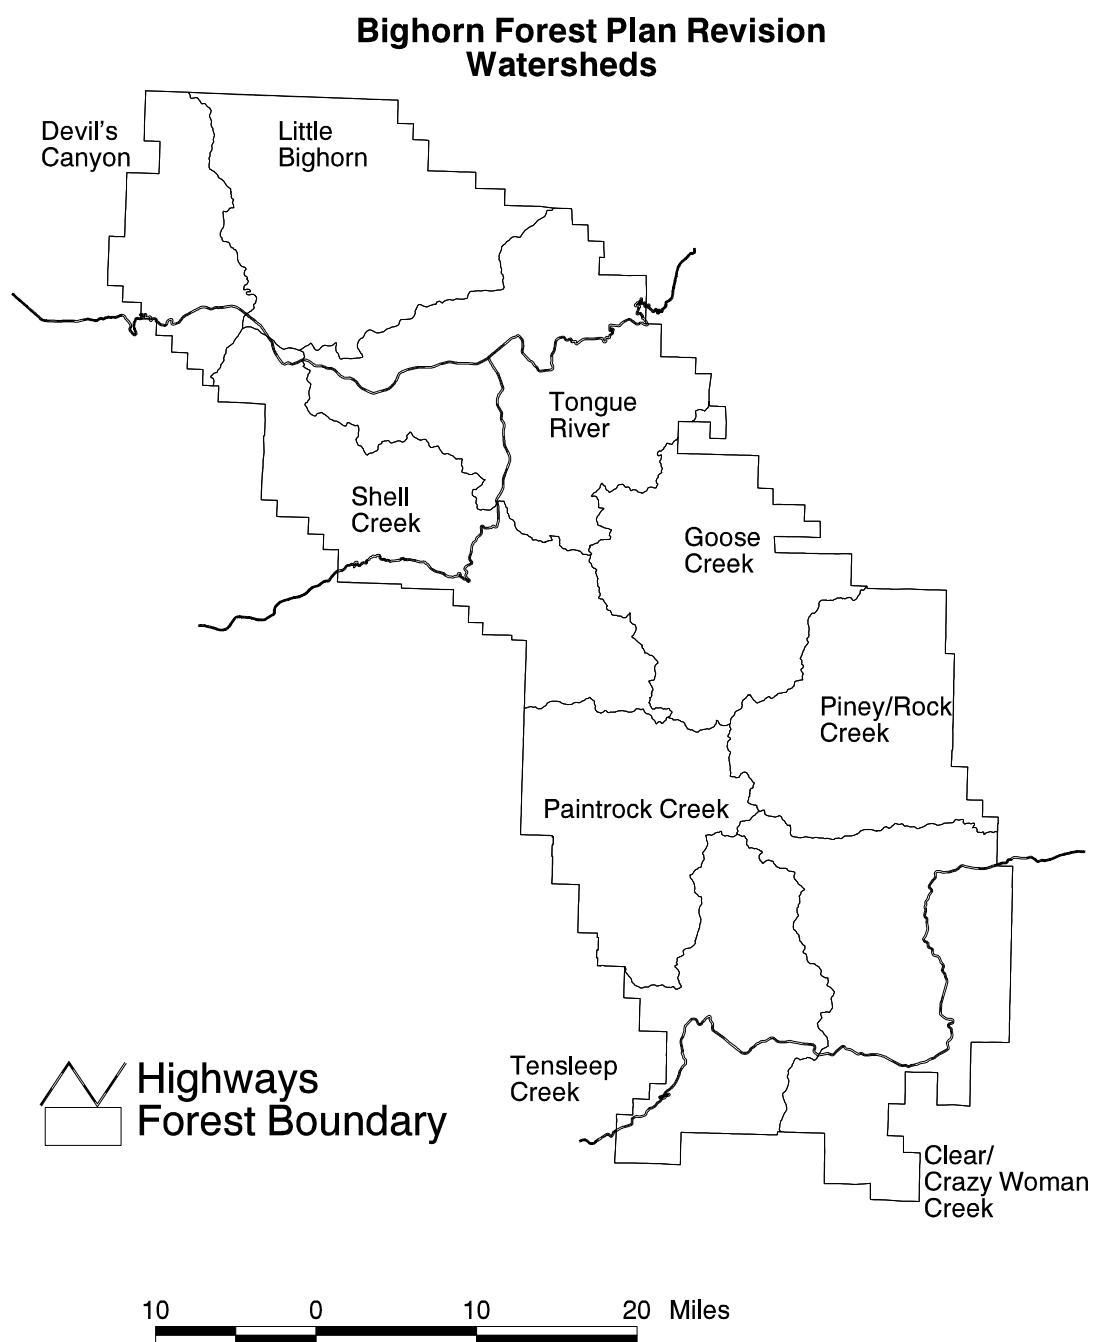 Bighorn Forest Plan Revision
Watersheds
Devil's
Canyon
Little
Bighorn
Tongue
River
Shell
Creek
Goose
Creek
Piney/Rock
Creek
Paintrock Creek
Tensleep
Creek
Highways
Forest Boundary
Clear/
Crazy Woman
Creek
10 0 10 20 Miles